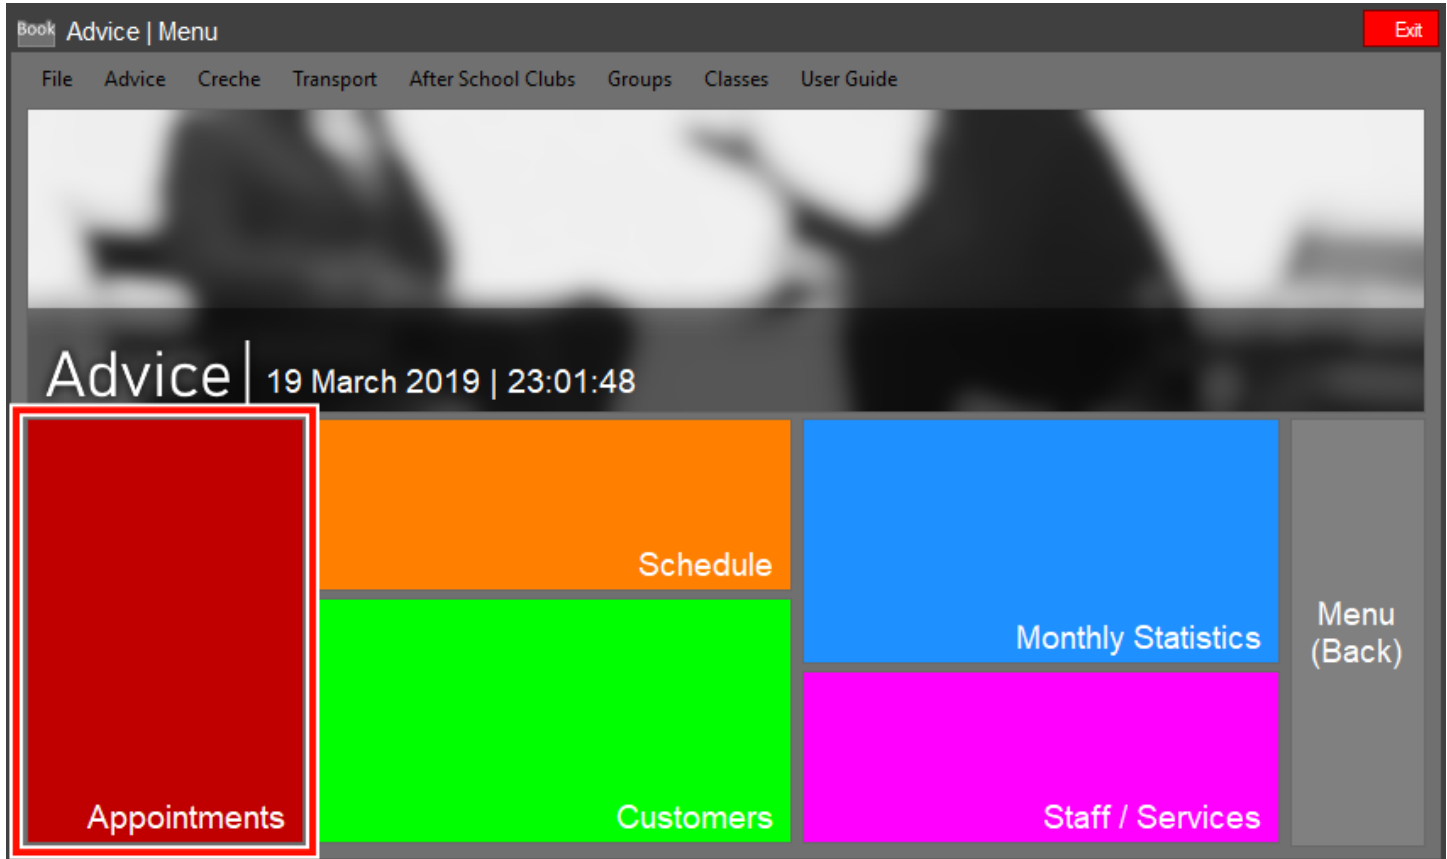 Book Advice | Menu Exit
File Advice Creche Transport After School Clubs Groups Classes User Guide
Advice | 19 March 2019 | 23:01:48
Schedule
Monthly Statistics
Menu
(Back)
Appointments
Customers
Staff / Services